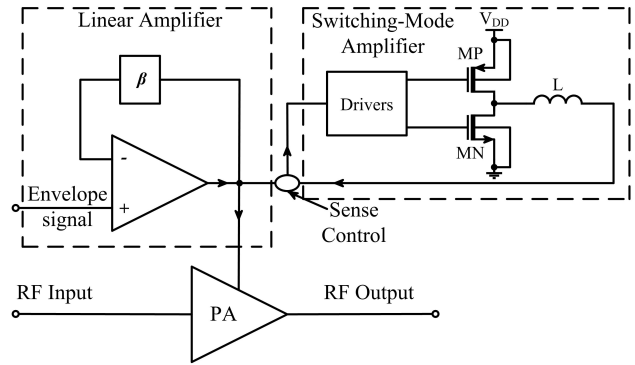 Linear Amplifier
Switching-Mode
Amplifier
V_DD
MP
β
L
Drivers
MN
-
+
Envelope
signal
Sense
Control
RF Input
RF Output
PA